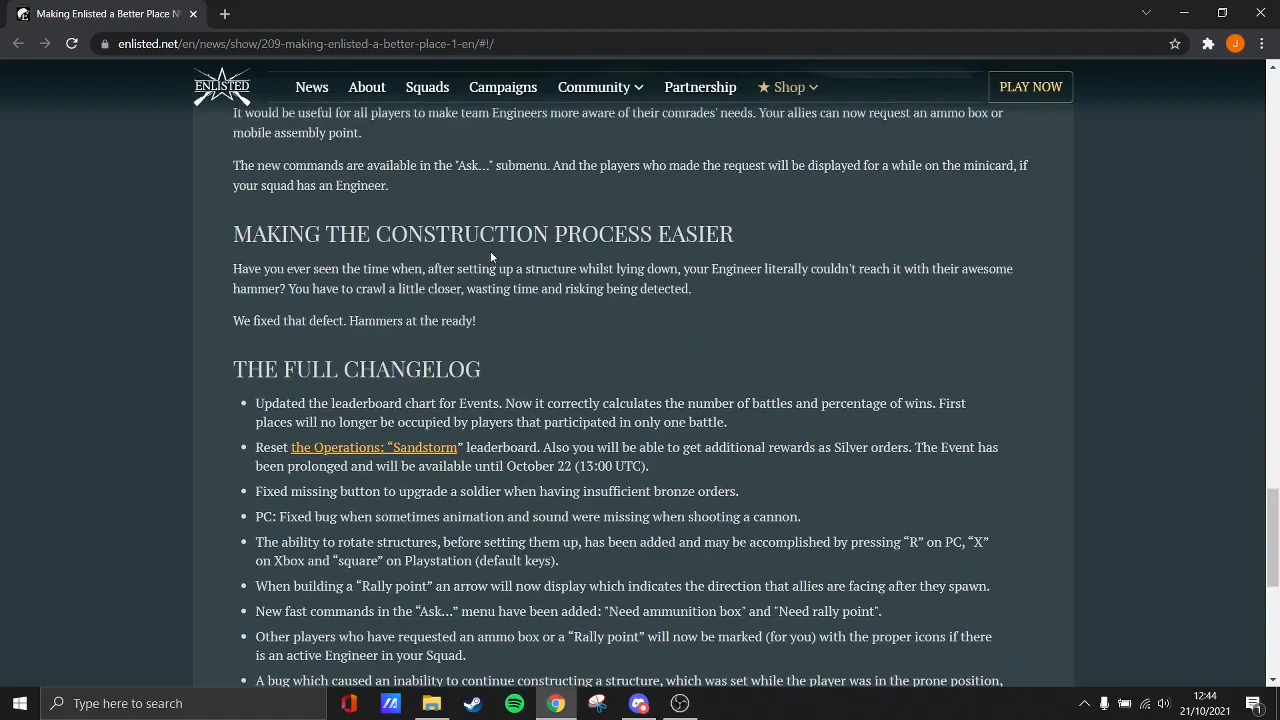 Making Enlisted a Better Place №
enlisted.net/en/news/show/209-making-enlisted-a-better-place-1-en/#!/
J
ENLISTED
News About Squads Campaigns Community Partnership ★ Shop PLAY NOW
It would be useful for all players to make team Engineers more aware of their comrades' needs. Your allies can now request an ammo box or
mobile assembly point.
The new commands are available in the "Ask..." submenu. And the players who made the request will be displayed for a while on the minicard, if
your squad has an Engineer.
MAKING THE CONSTRUCTION PROCESS EASIER
Have you ever seen the time when, after setting up a structure whilst lying down, your Engineer literally couldn't reach it with their awesome
hammer? You have to crawl a little closer, wasting time and risking being detected.
We fixed that defect. Hammers at the ready!
THE FULL CHANGELOG
• Updated the leaderboard chart for Events. Now it correctly calculates the number of battles and percentage of wins. First
places will no longer be occupied by players that participated in only one battle.
• Reset the Operations: “Sandstorm” leaderboard. Also you will be able to get additional rewards as Silver orders. The Event has
been prolonged and will be available until October 22 (13:00 UTC).
• Fixed missing button to upgrade a soldier when having insufficient bronze orders.
• PC: Fixed bug when sometimes animation and sound were missing when shooting a cannon.
• The ability to rotate structures, before setting them up, has been added and may be accomplished by pressing “R” on PC, “X”
on Xbox and “square” on Playstation (default keys).
• When building a “Rally point” an arrow will now display which indicates the direction that allies are facing after they spawn.
• New fast commands in the “Ask...” menu have been added: "Need ammunition box" and "Need rally point".
• Other players who have requested an ammo box or a “Rally point” will now be marked (for you) with the proper icons if there
is an active Engineer in your Squad.
• A bug which caused an inability to continue constructing a structure, which was set while the player was in the prone position,
Type here to search
12:44
21/10/2021